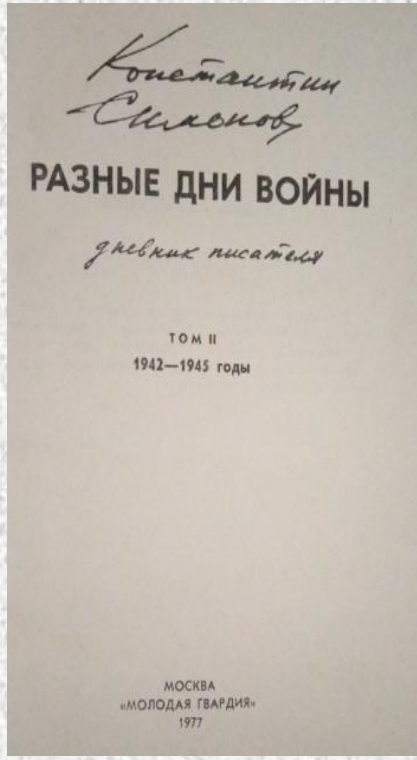 Константин
Симонов
РАЗНЫЕ ДНИ ВОЙНЫ
дневник писателя
ТОМ II
1942—1945 годы
МОСКВА
«МОЛОДАЯ ГВАРДИЯ»
1977